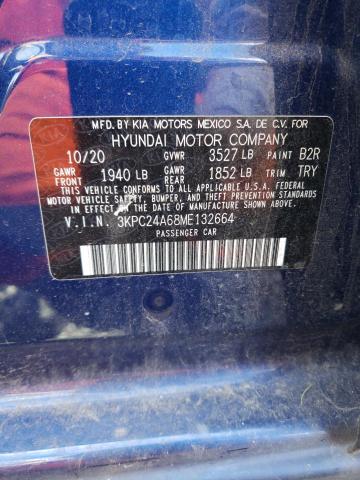 MFD. BY KIA MOTORS MEXICO S.A. DE C.V. FOR
HYUNDAI MOTOR COMPANY
10/20 GVWR 3527 LB PAINT B2R
GAWR FRONT 1940 LB GAWR REAR 1852 LB TRIM TRY
THIS VEHICLE CONFORMS TO ALL APPLICABLE U.S.A. FEDERAL
MOTOR VEHICLE SAFETY, BUMPER, AND THEFT PREVENTION STANDARDS
IN EFFECT ON THE DATE OF MANUFACTURE SHOWN ABOVE.
V.I.N. 3KPC24A68ME132664
PASSENGER CAR